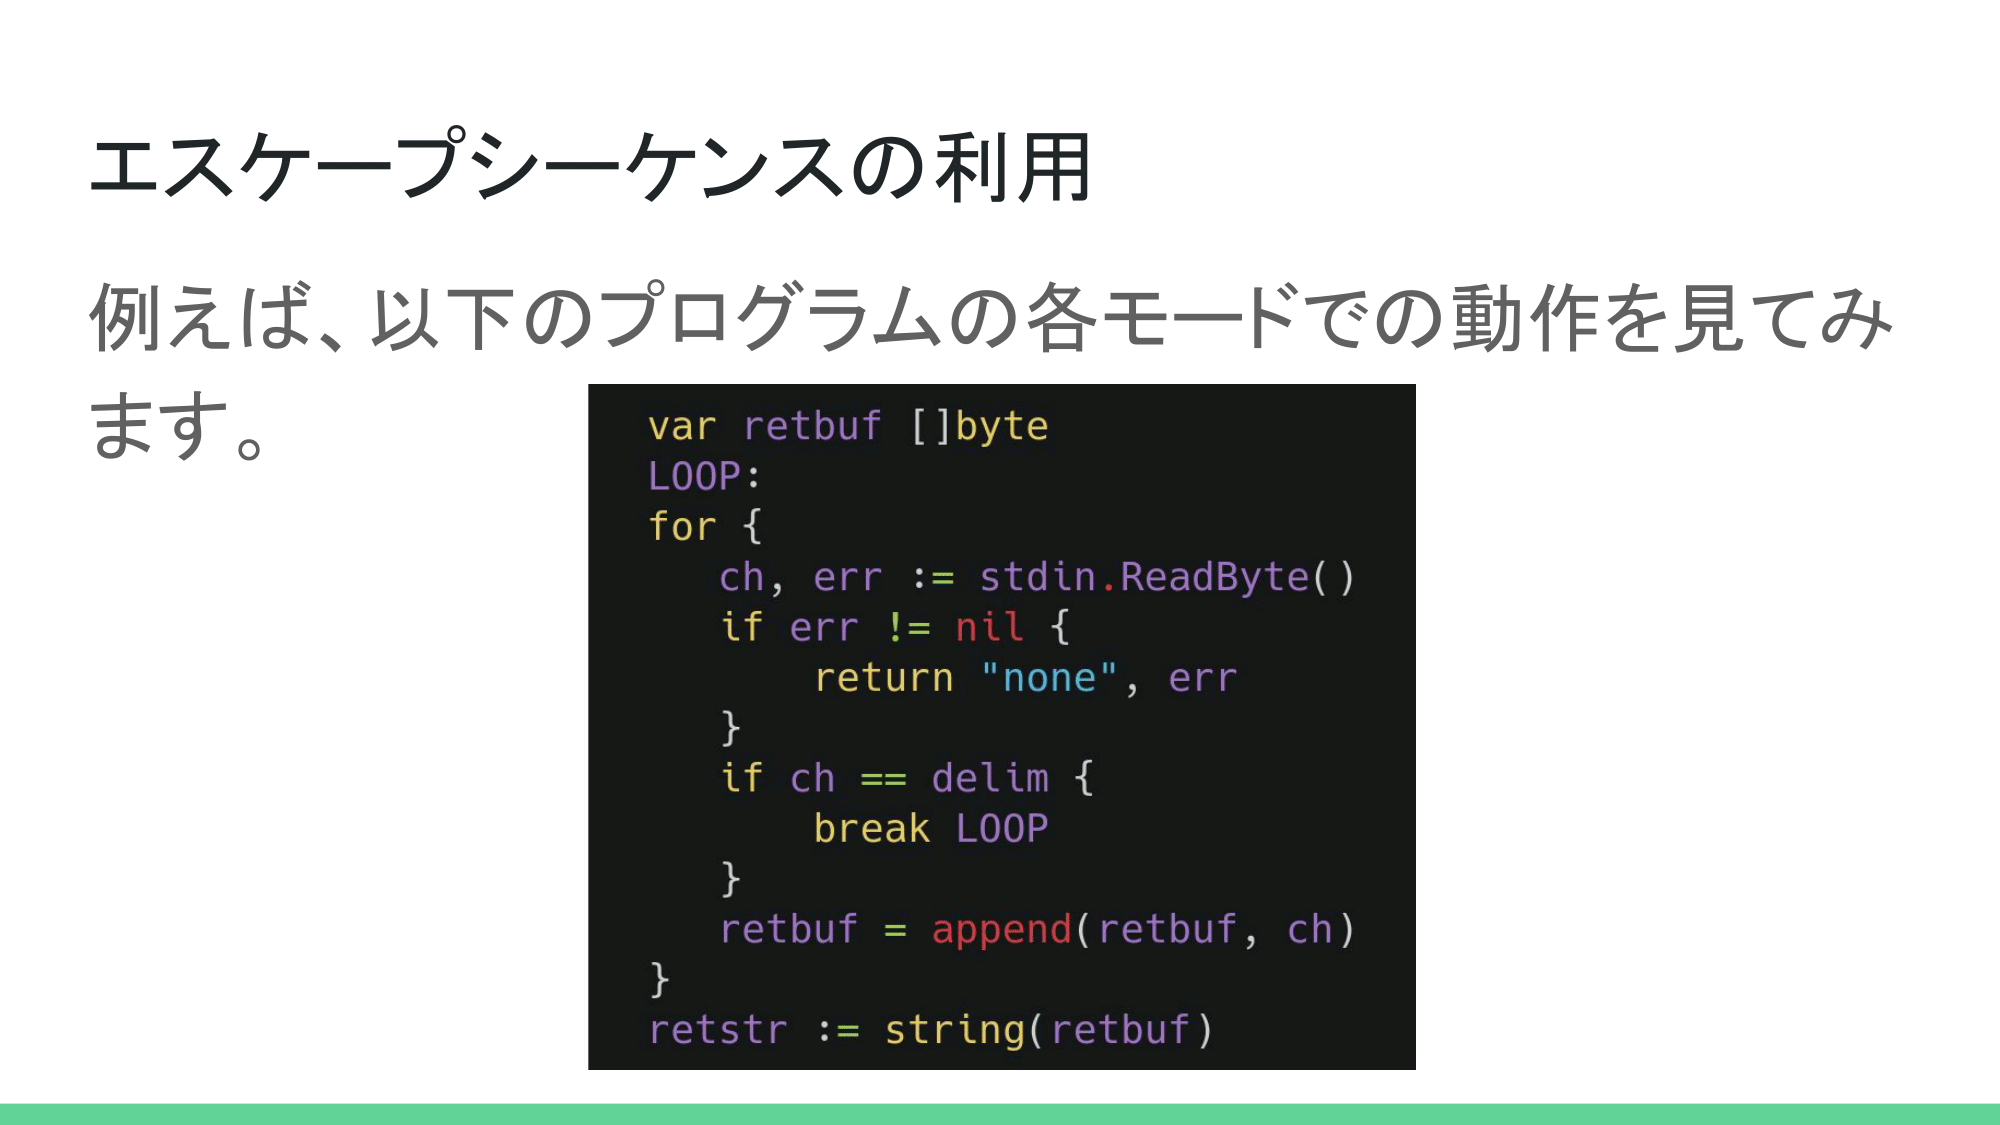 エスケープシーケンスの利用
例えば、以下のプログラムの各モードでの動作を見てみ
ます。
var retbuf []byte
LOOP:
for {
ch, err := stdin.ReadByte()
if err != nil {
return "none", err
}
if ch == delim {
break LOOP
}
retbuf = append(retbuf, ch)
}
retstr := string(retbuf)